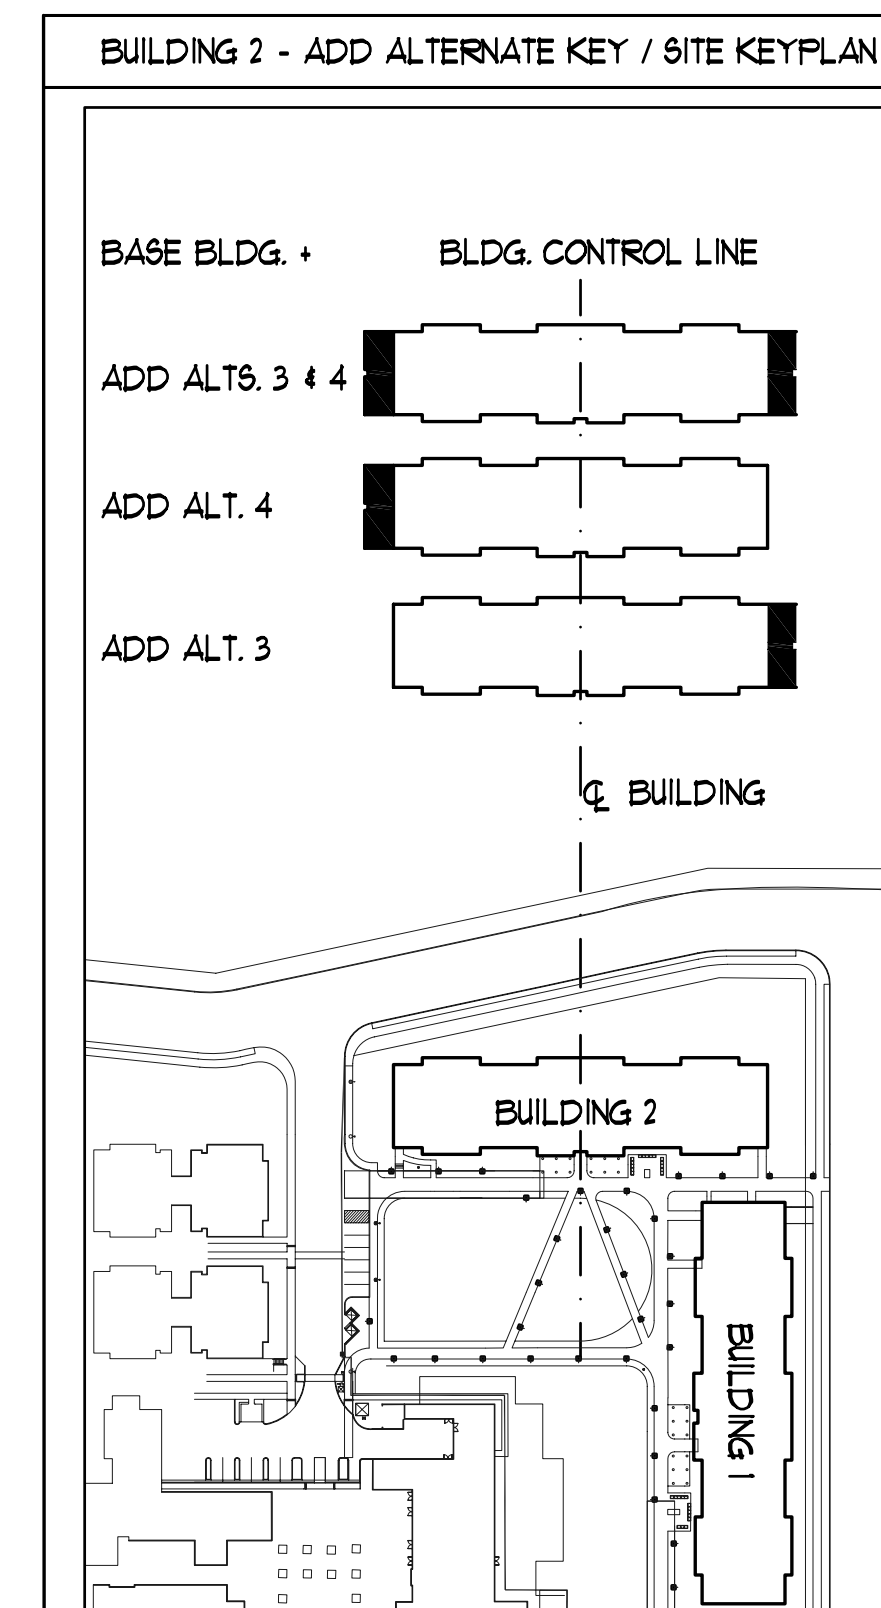 BUILDING 2 - ADD ALTERNATE KEY / SITE KEYPLAN
BASE BLDG. + BLDG. CONTROL LINE
ADD ALTS. 3 & 4
ADD ALT. 4
ADD ALT. 3
℄ BUILDING
BUILDING 2
BUILDING 1